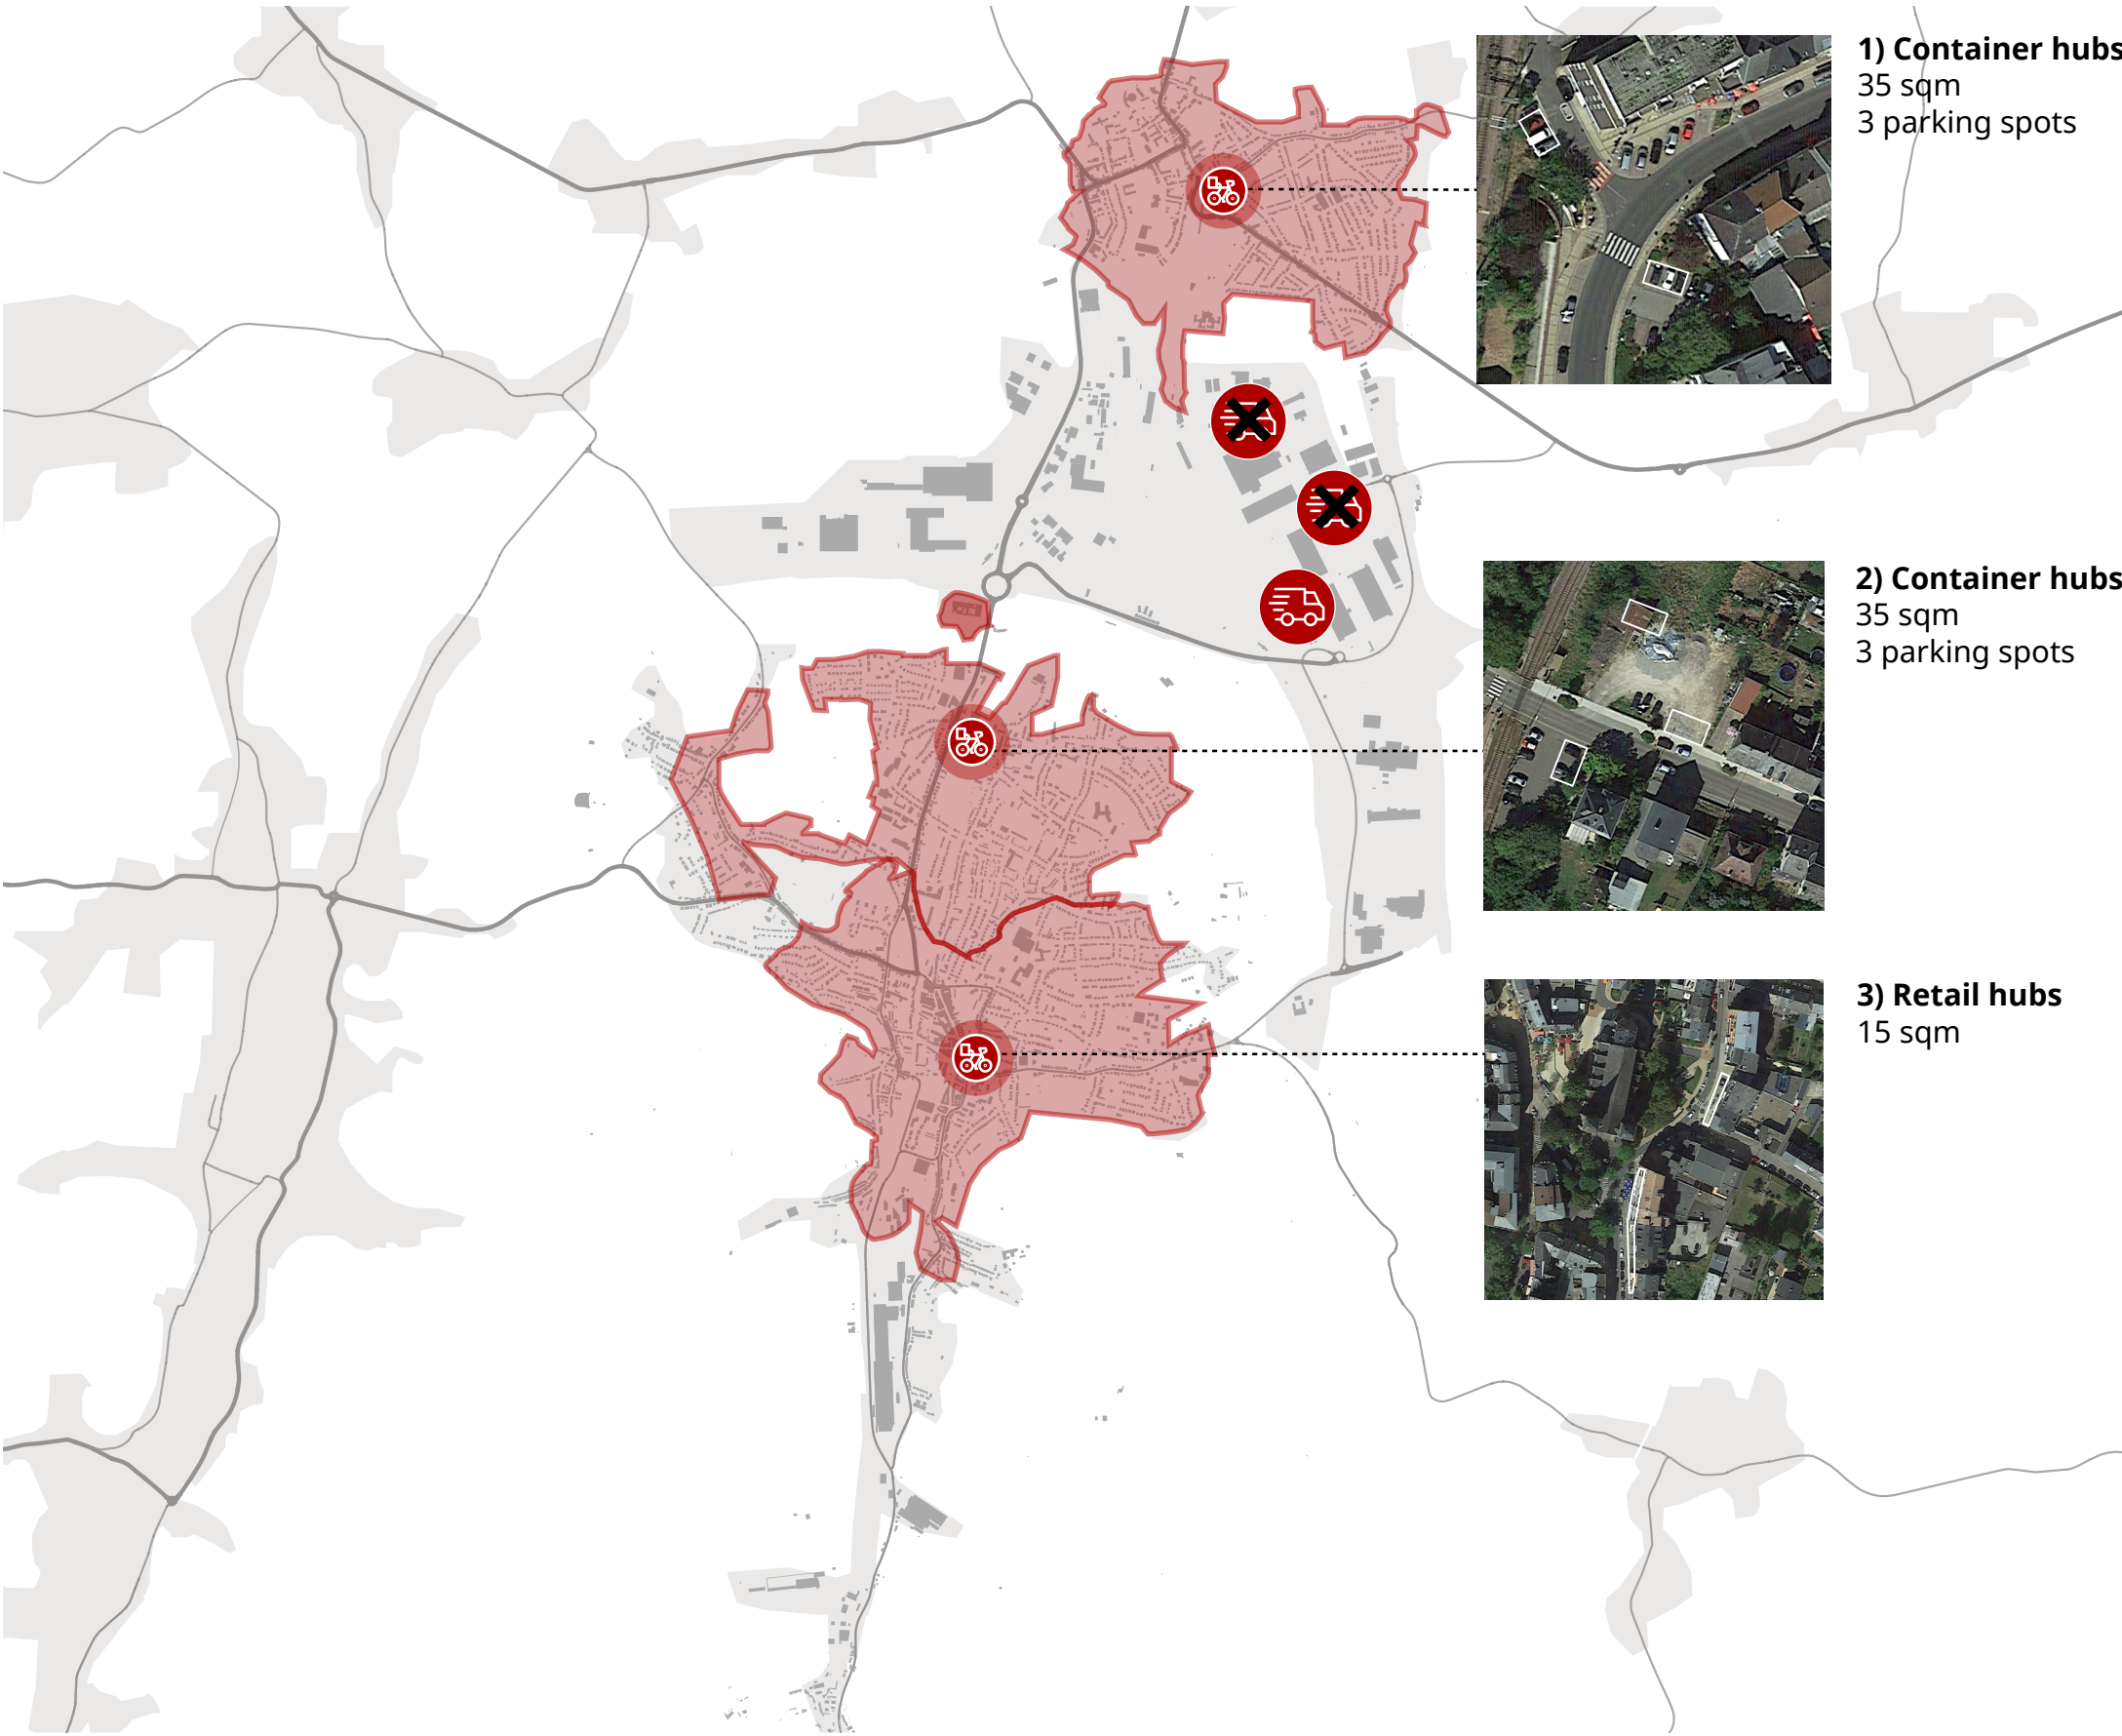 1) Container hubs
35 sqm
3 parking spots
2) Container hubs
35 sqm
3 parking spots
3) Retail hubs
15 sqm